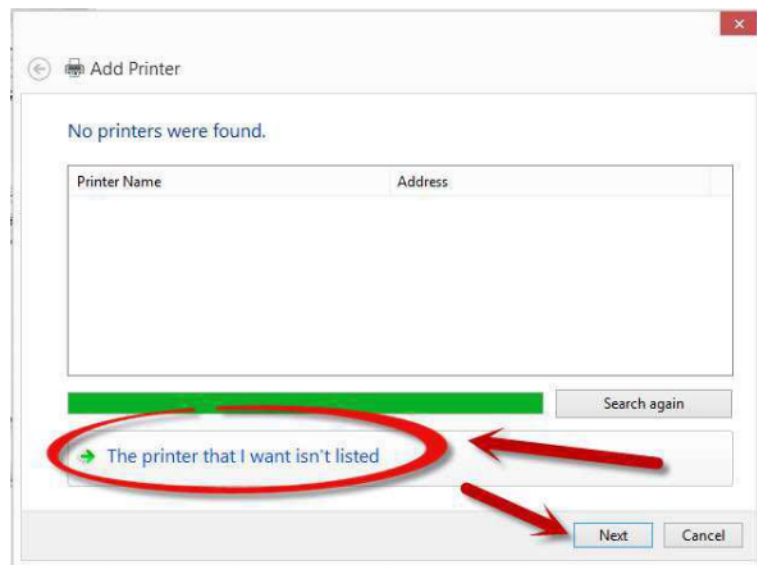 Add Printer
No printers were found.
Printer Name Address
Search again
The printer that I want isn't listed
Next Cancel